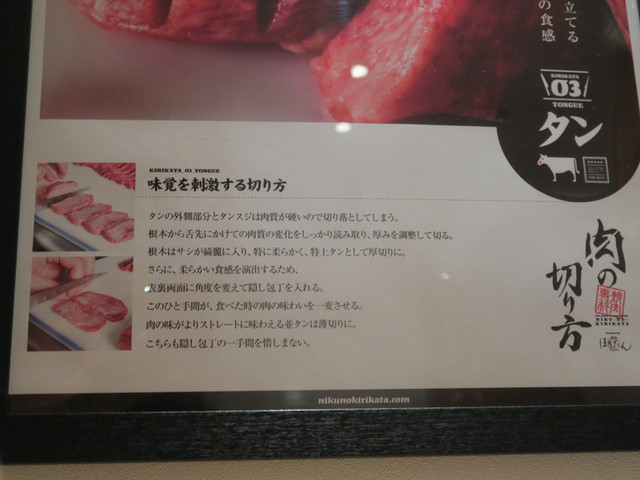 立てる
の食感
KIRIKATA
03
TONGUE
タン
KIRIKATA_01_TONGUE
味覚を刺激する切り方
タンの外側部分とタンスジは肉質が硬いので切り落としてしまう。
根本から舌先にかけての肉質の変化をしっかり読み取り、厚みを調整して切る。
根本はサシが綺麗に入り、特に柔らかく、特上タンとして厚切りに。
さらに、柔らかい食感を演出するため、
表裏両面に角度を変えて隠し包丁を入れる。
このひと手間が、食べた時の肉の味わいを一変させる。
肉の味がよりストレートに味わえる並タンは薄切りに。
こちらも隠し包丁の一手間を惜しまない。
肉の切り方
NIKU-NO-
KIRIKATA
nikunokirikata.com